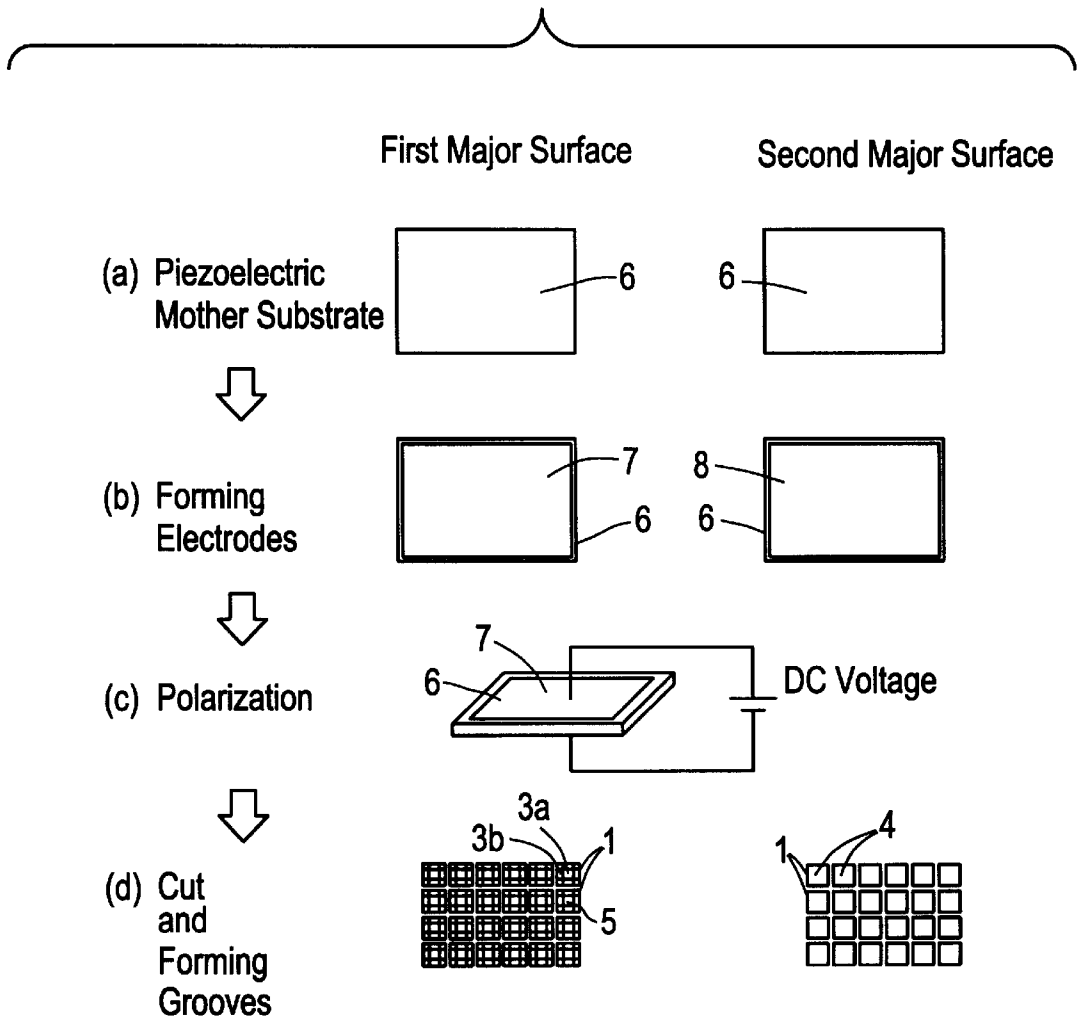 First Major Surface
Second Major Surface
(a) Piezoelectric
Mother Substrate
6
6
(b) Forming
Electrodes
7
6
8
6
(c) Polarization
7
6
DC Voltage
(d) Cut
and
Forming
Grooves
3a
3b
1
5
4
1